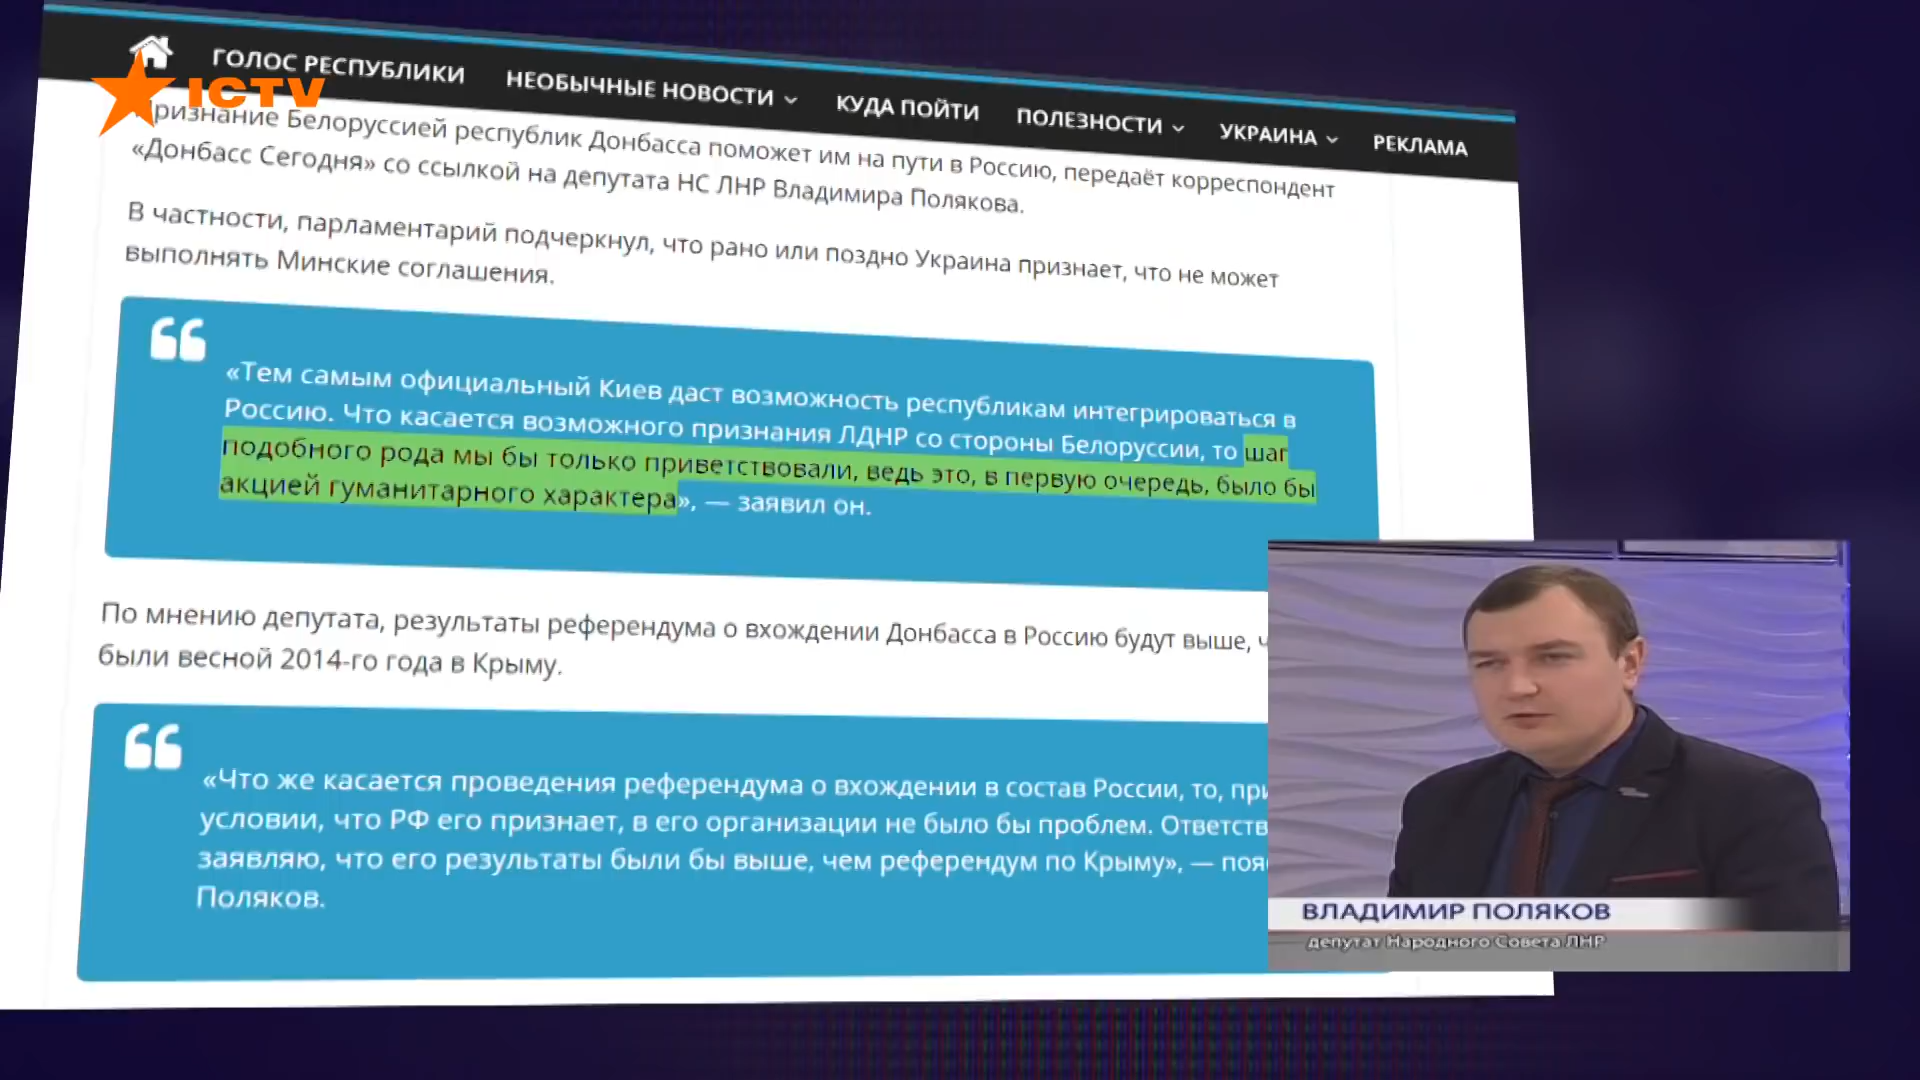 ICTV
ГОЛОС РЕСПУБЛИКИ НЕОБЫЧНЫЕ НОВОСТИ КУДА ПОЙТИ ПОЛЕЗНОСТИ УКРАИНА РЕКЛАМА
Признание Белоруссией республик Донбасса поможет им на пути в Россию, передаёт корреспондент
«Донбасс Сегодня» со ссылкой на депутата НС ЛНР Владимира Полякова.
В частности, парламентарий подчеркнул, что рано или поздно Украина признает, что не может
выполнять Минские соглашения.
«Тем самым официальный Киев даст возможность республикам интегрироваться в
Россию. Что касается возможного признания ЛДНР со стороны Белоруссии, то шаг
подобного рода мы бы только приветствовали, ведь это, в первую очередь, было бы
акцией гуманитарного характера», — заявил он.
По мнению депутата, результаты референдума о вхождении Донбасса в Россию будут выше,
были весной 2014-го года в Крыму.
«Что же касается проведения референдума о вхождении в состав России, то, при
условии, что РФ его признает, в его организации не было бы проблем. Ответств
заявляю, что его результаты были бы выше, чем референдум по Крыму», — поя
Поляков.
ВЛАДИМИР ПОЛЯКОВ
депутат Народного Совета ЛНР